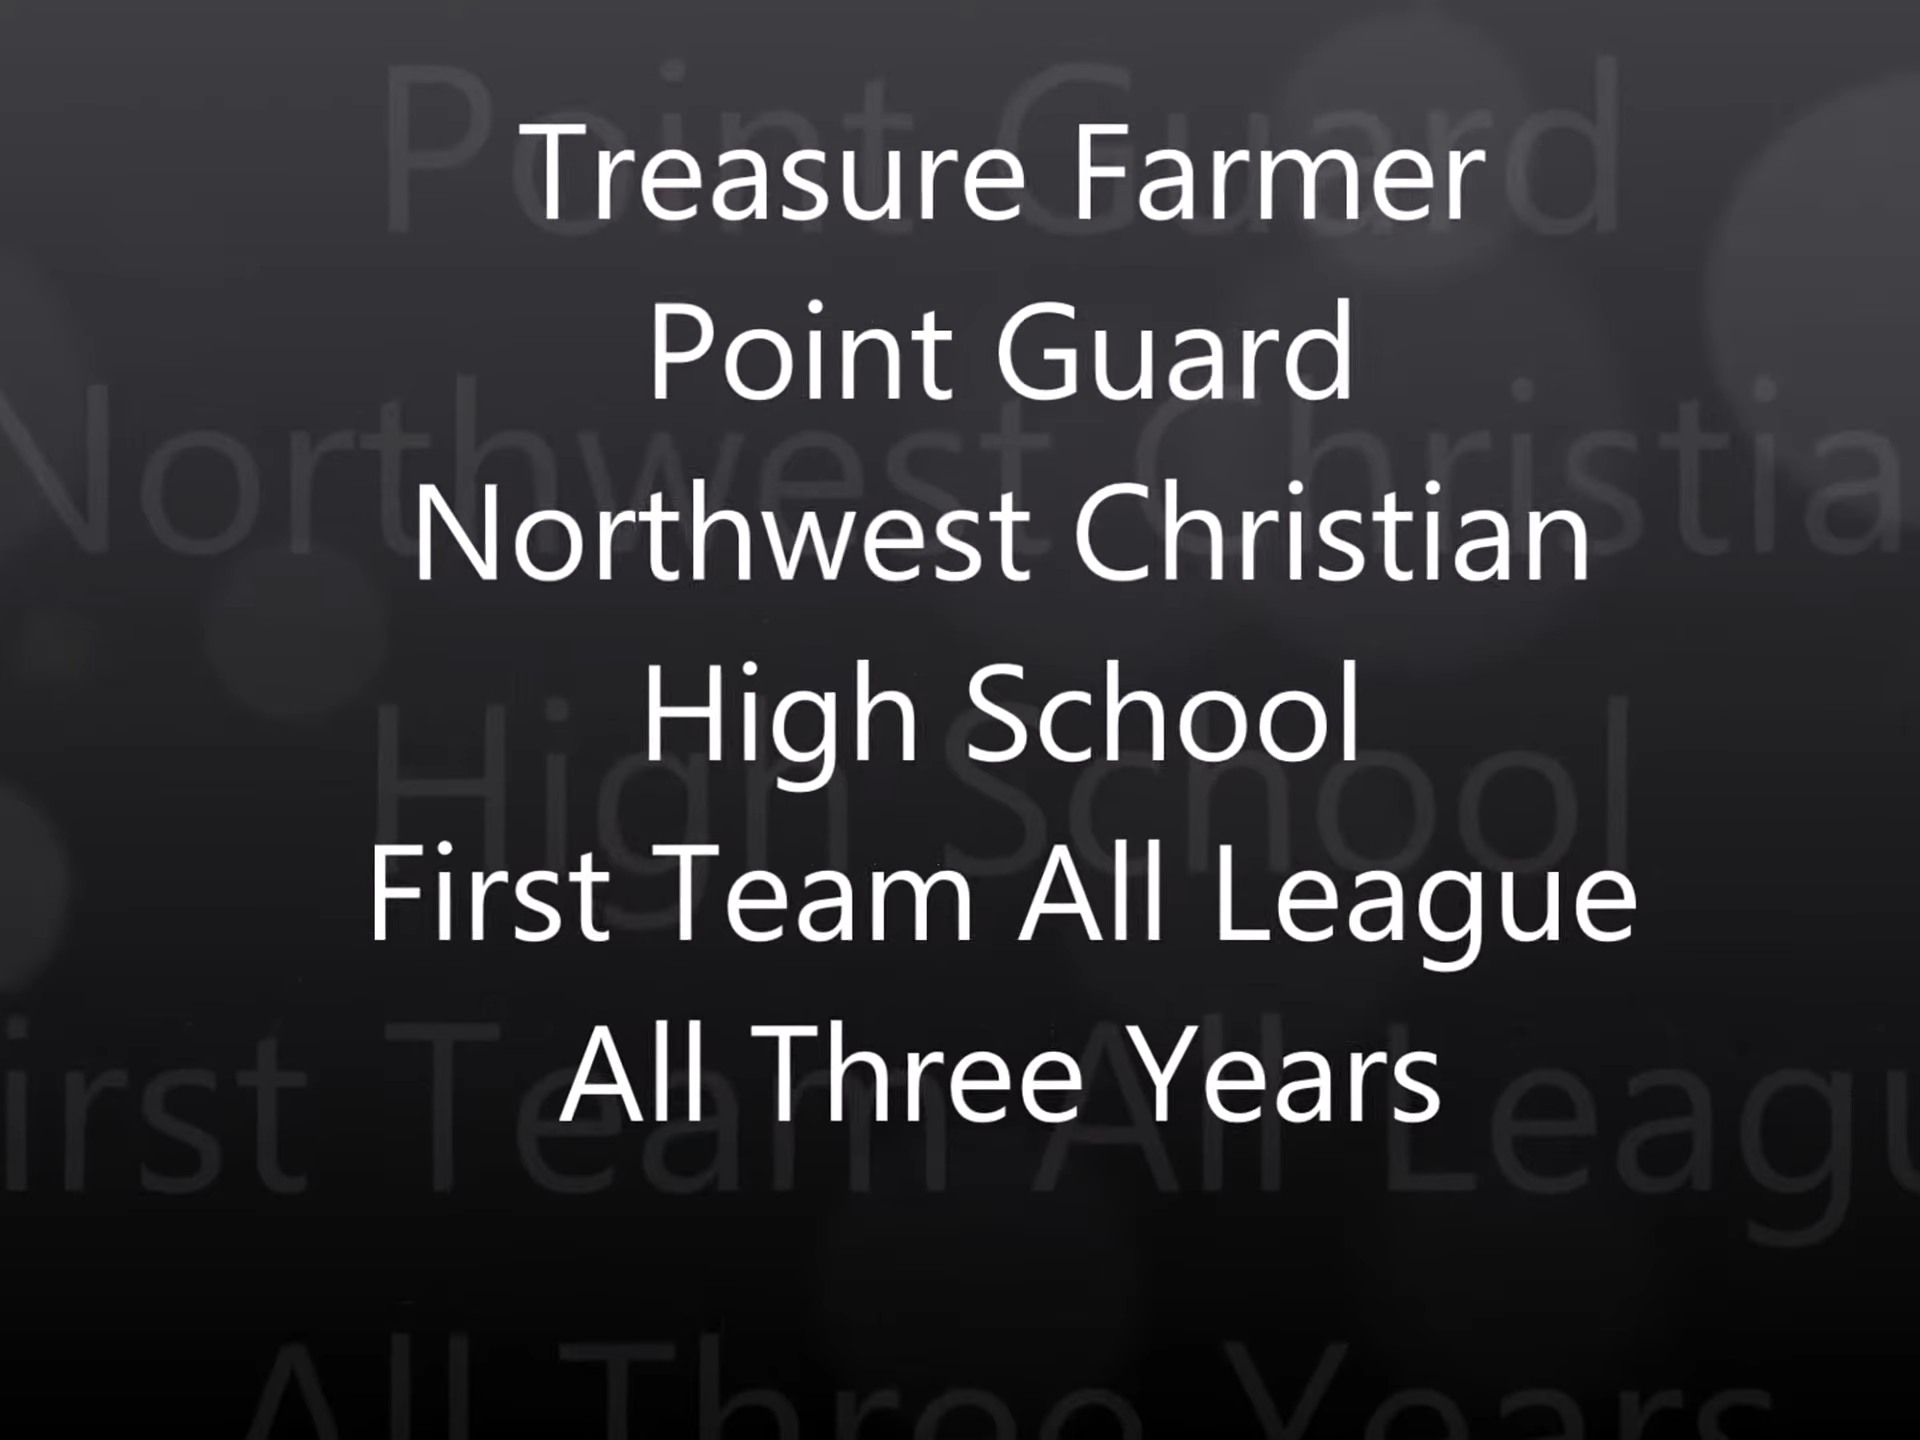 Treasure Farmer
Point Guard
Northwest Christian
High School
First Team All League
All Three Years